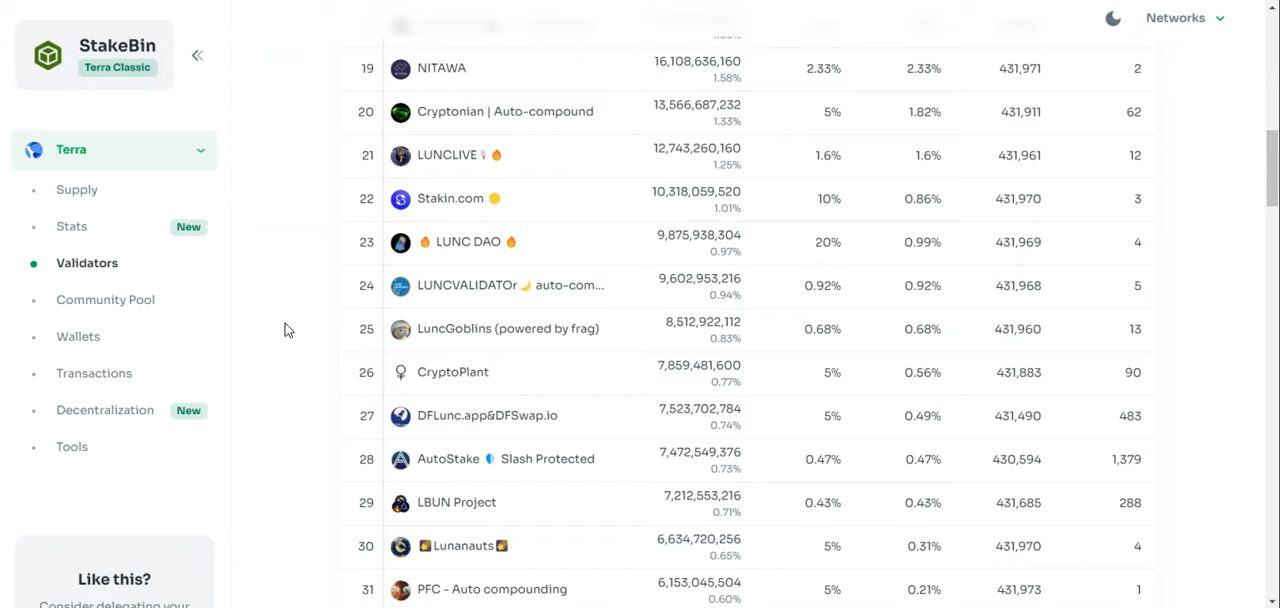 StakeBin
Terra Classic
Networks
Terra
Supply
Stats New
Validators
Community Pool
Wallets
Transactions
Decentralization New
Tools
Like this?
Consider delegating your
19 NITAWA 16,108,636,160 2.33% 2.33% 431,971 2
1.58%
20 Cryptonian | Auto-compound 13,566,687,232 5% 1.82% 431,911 62
1.33%
21 LUNCLIVE🎙🔥 12,743,260,160 1.6% 1.6% 431,961 12
1.25%
22 Stakin.com 🟡 10,318,059,520 10% 0.86% 431,970 3
1.01%
23 🔥 LUNC DAO 🔥 9,875,938,304 20% 0.99% 431,969 4
0.97%
24 LUNCVALIDATOr 🌙 auto-com... 9,602,953,216 0.92% 0.92% 431,968 5
0.94%
25 LuncGoblins (powered by frag) 8,512,922,112 0.68% 0.68% 431,960 13
0.83%
26 CryptoPlant 7,859,481,600 5% 0.56% 431,883 90
0.77%
27 DFLunc.app&DFSwap.io 7,523,702,784 5% 0.49% 431,490 483
0.74%
28 AutoStake 🛡 Slash Protected 7,472,549,376 0.47% 0.47% 430,594 1,379
0.73%
29 LBUN Project 7,212,553,216 0.43% 0.43% 431,685 288
0.71%
30 🌠Lunanauts🌠 6,634,720,256 5% 0.31% 431,970 4
0.65%
31 PFC - Auto compounding 6,153,045,504 5% 0.21% 431,973 1
0.60%